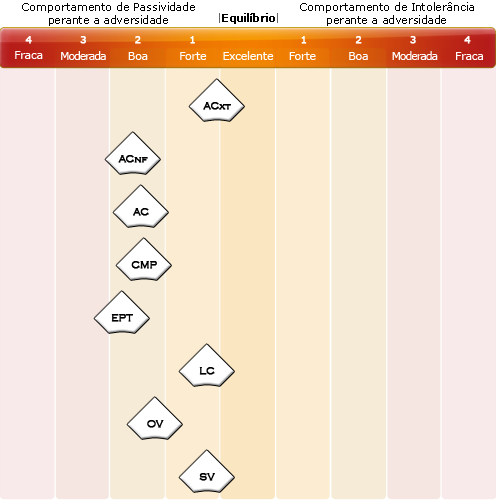 Comportamento de Passividade
perante a adversidade
|Equilíbrio|
Comportamento de Intolerância
perante a adversidade
4 3 2 1 1 2 3 4
Fraca Moderada Boa Forte Excelente Forte Boa Moderada Fraca
ACXT
ACNF
AC
CMP
EPT
LC
OV
SV